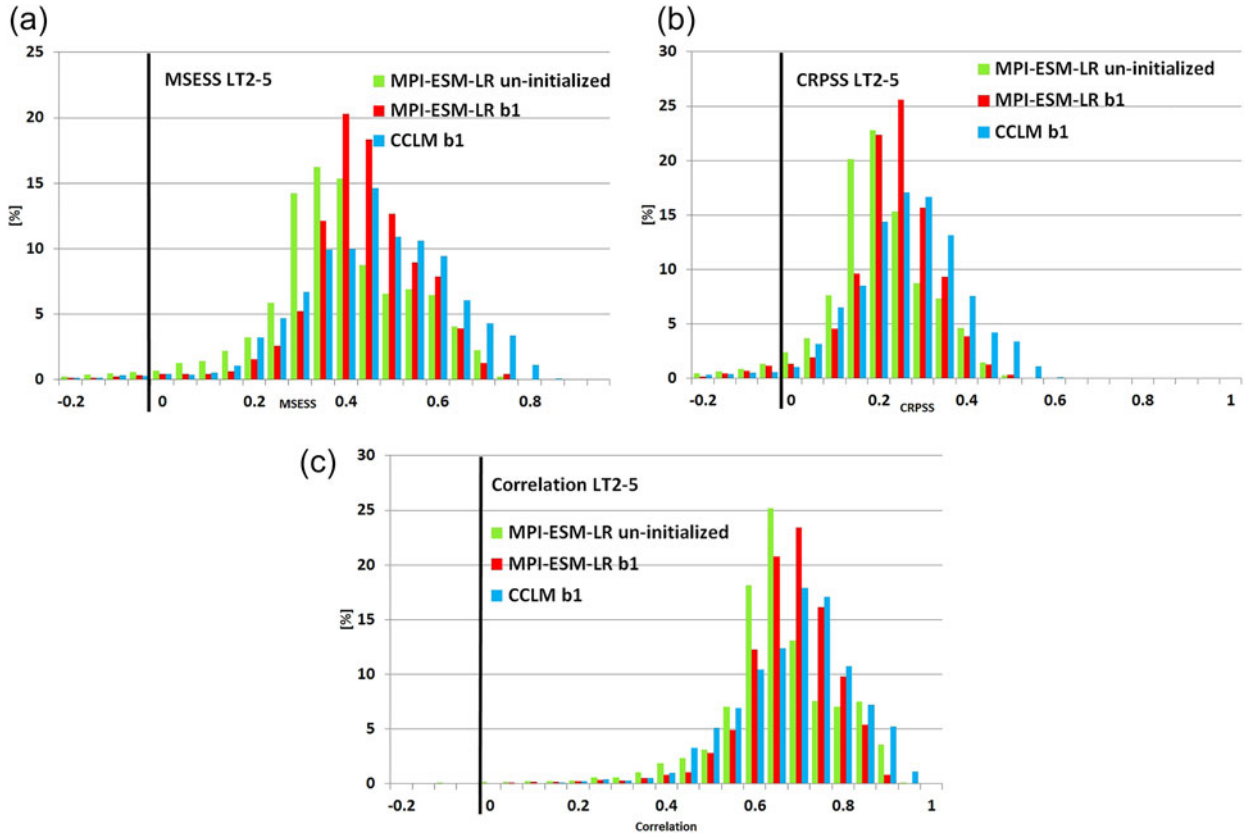 (a)
25
20
15
10
5
0
[%]
MSESS LT2-5
MPI-ESM-LR un-initialized
MPI-ESM-LR b1
CCLM b1
-0.2 0 0.2 0.4 0.6 0.8
MSESS
(b)
30
25
20
15
10
5
0
[%]
CRPSS LT2-5
MPI-ESM-LR un-initialized
MPI-ESM-LR b1
CCLM b1
-0.2 0 0.2 0.4 0.6 0.8 1
CRPSS
(c)
30
25
20
15
10
5
0
[%]
Correlation LT2-5
MPI-ESM-LR un-initialized
MPI-ESM-LR b1
CCLM b1
-0.2 0 0.2 0.4 0.6 0.8 1
Correlation